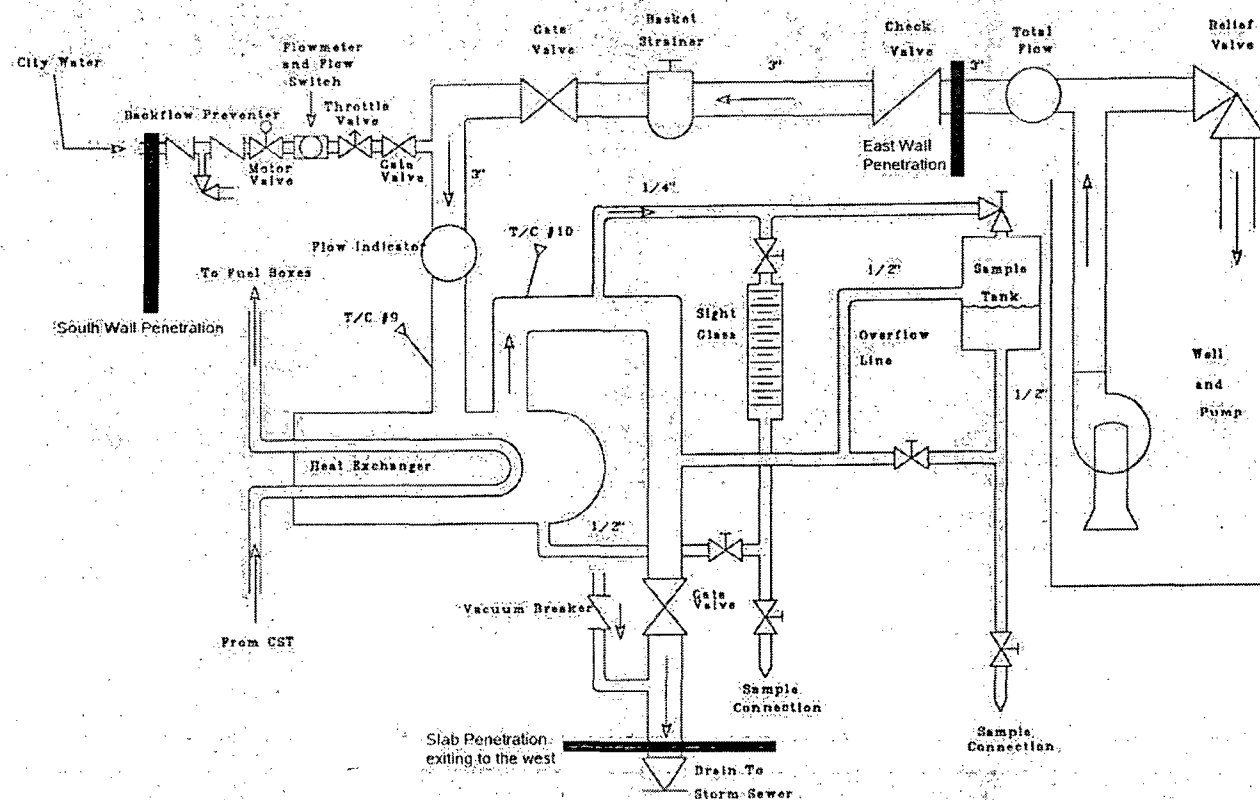 City Water
Backflow Preventer
Flowmeter
and Flow
Switch
Throttle
Valve
Motor
Valve
Gate
Valve
Gate
Valve
Basket
Strainer
3"
Check
Valve
3"
Total
Flow
Relief
Valve
East Wall
Penetration
South Wall Penetration
3"
Flow Indicator
To Fuel Boxes
T/C #9
T/C #10
1/4"
Sight
Glass
1/2"
Overflow
Line
Sample
Tank
1/2"
Well
and
Pump
Heat Exchanger
1/2"
From CST
Vacuum Breaker
Gate
Valve
Sample
Connection
Sample
Connection
Slab Penetration
exiting to the west
Drain To
Storm Sewer